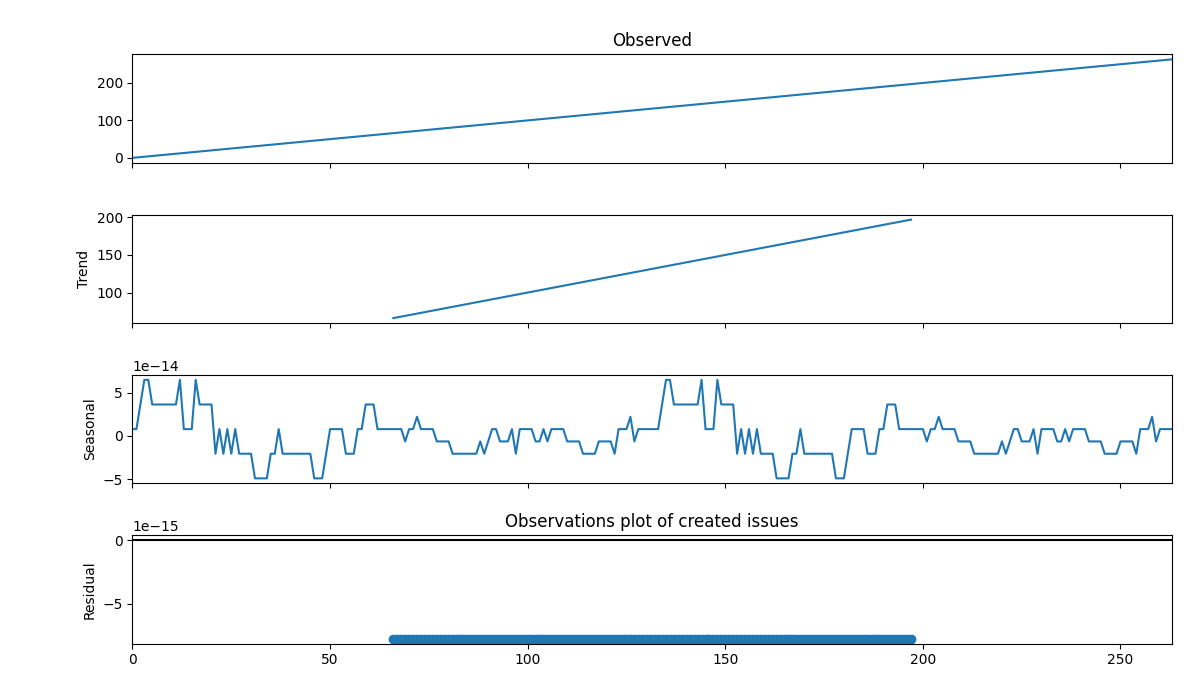 Observed
200
100
0
Trend
200
150
100
1e−14
Seasonal
5
0
−5
Observations plot of created issues
1e−15
Residual
0
−5
0 50 100 150 200 250